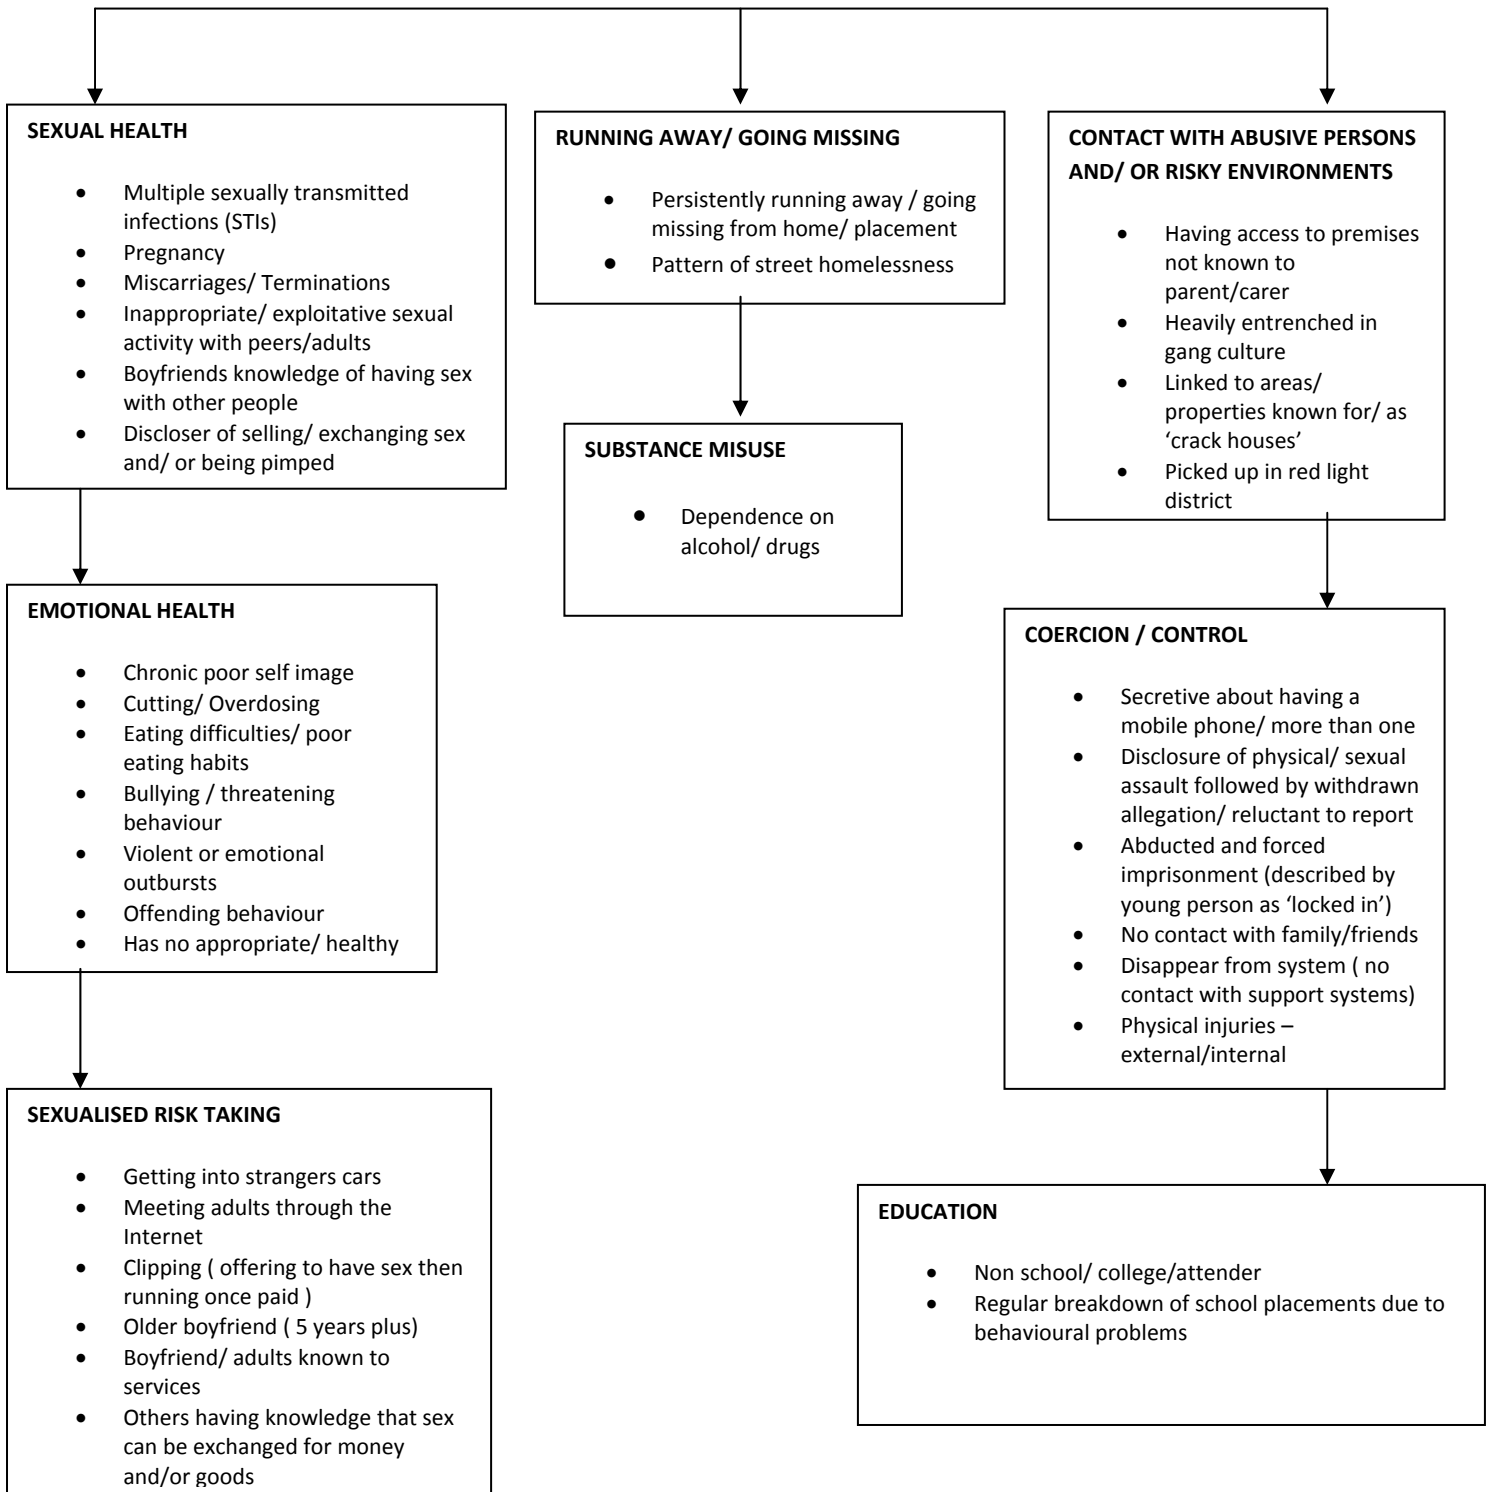 SEXUAL HEALTH
• Multiple sexually transmitted
infections (STIs)
• Pregnancy
• Miscarriages/ Terminations
• Inappropriate/ exploitative sexual
activity with peers/adults
• Boyfriends knowledge of having sex
with other people
• Discloser of selling/ exchanging sex
and/ or being pimped
EMOTIONAL HEALTH
• Chronic poor self image
• Cutting/ Overdosing
• Eating difficulties/ poor
eating habits
• Bullying / threatening
behaviour
• Violent or emotional
outbursts
• Offending behaviour
• Has no appropriate/ healthy
SEXUALISED RISK TAKING
• Getting into strangers cars
• Meeting adults through the
Internet
• Clipping ( offering to have sex then
running once paid )
• Older boyfriend ( 5 years plus)
• Boyfriend/ adults known to
services
• Others having knowledge that sex
can be exchanged for money
and/or goods
RUNNING AWAY/ GOING MISSING
• Persistently running away / going
missing from home/ placement
• Pattern of street homelessness
SUBSTANCE MISUSE
• Dependence on
alcohol/ drugs
CONTACT WITH ABUSIVE PERSONS
AND/ OR RISKY ENVIRONMENTS
• Having access to premises
not known to
parent/carer
• Heavily entrenched in
gang culture
• Linked to areas/
properties known for/ as
‘crack houses’
• Picked up in red light
district
COERCION / CONTROL
• Secretive about having a
mobile phone/ more than one
• Disclosure of physical/ sexual
assault followed by withdrawn
allegation/ reluctant to report
• Abducted and forced
imprisonment (described by
young person as ‘locked in’)
• No contact with family/friends
• Disappear from system ( no
contact with support systems)
• Physical injuries –
external/internal
EDUCATION
• Non school/ college/attender
• Regular breakdown of school placements due to
behavioural problems